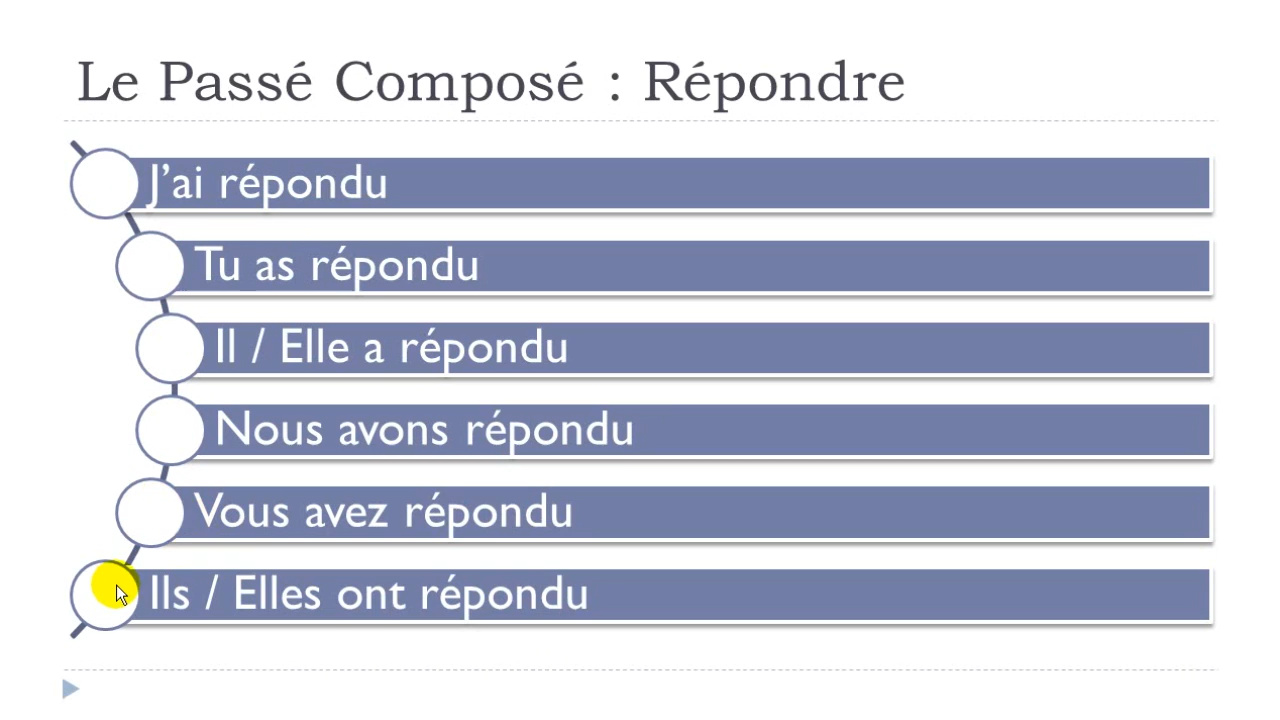 Le Passé Composé : Répondre
J’ai répondu
Tu as répondu
Il / Elle a répondu
Nous avons répondu
Vous avez répondu
Ils / Elles ont répondu